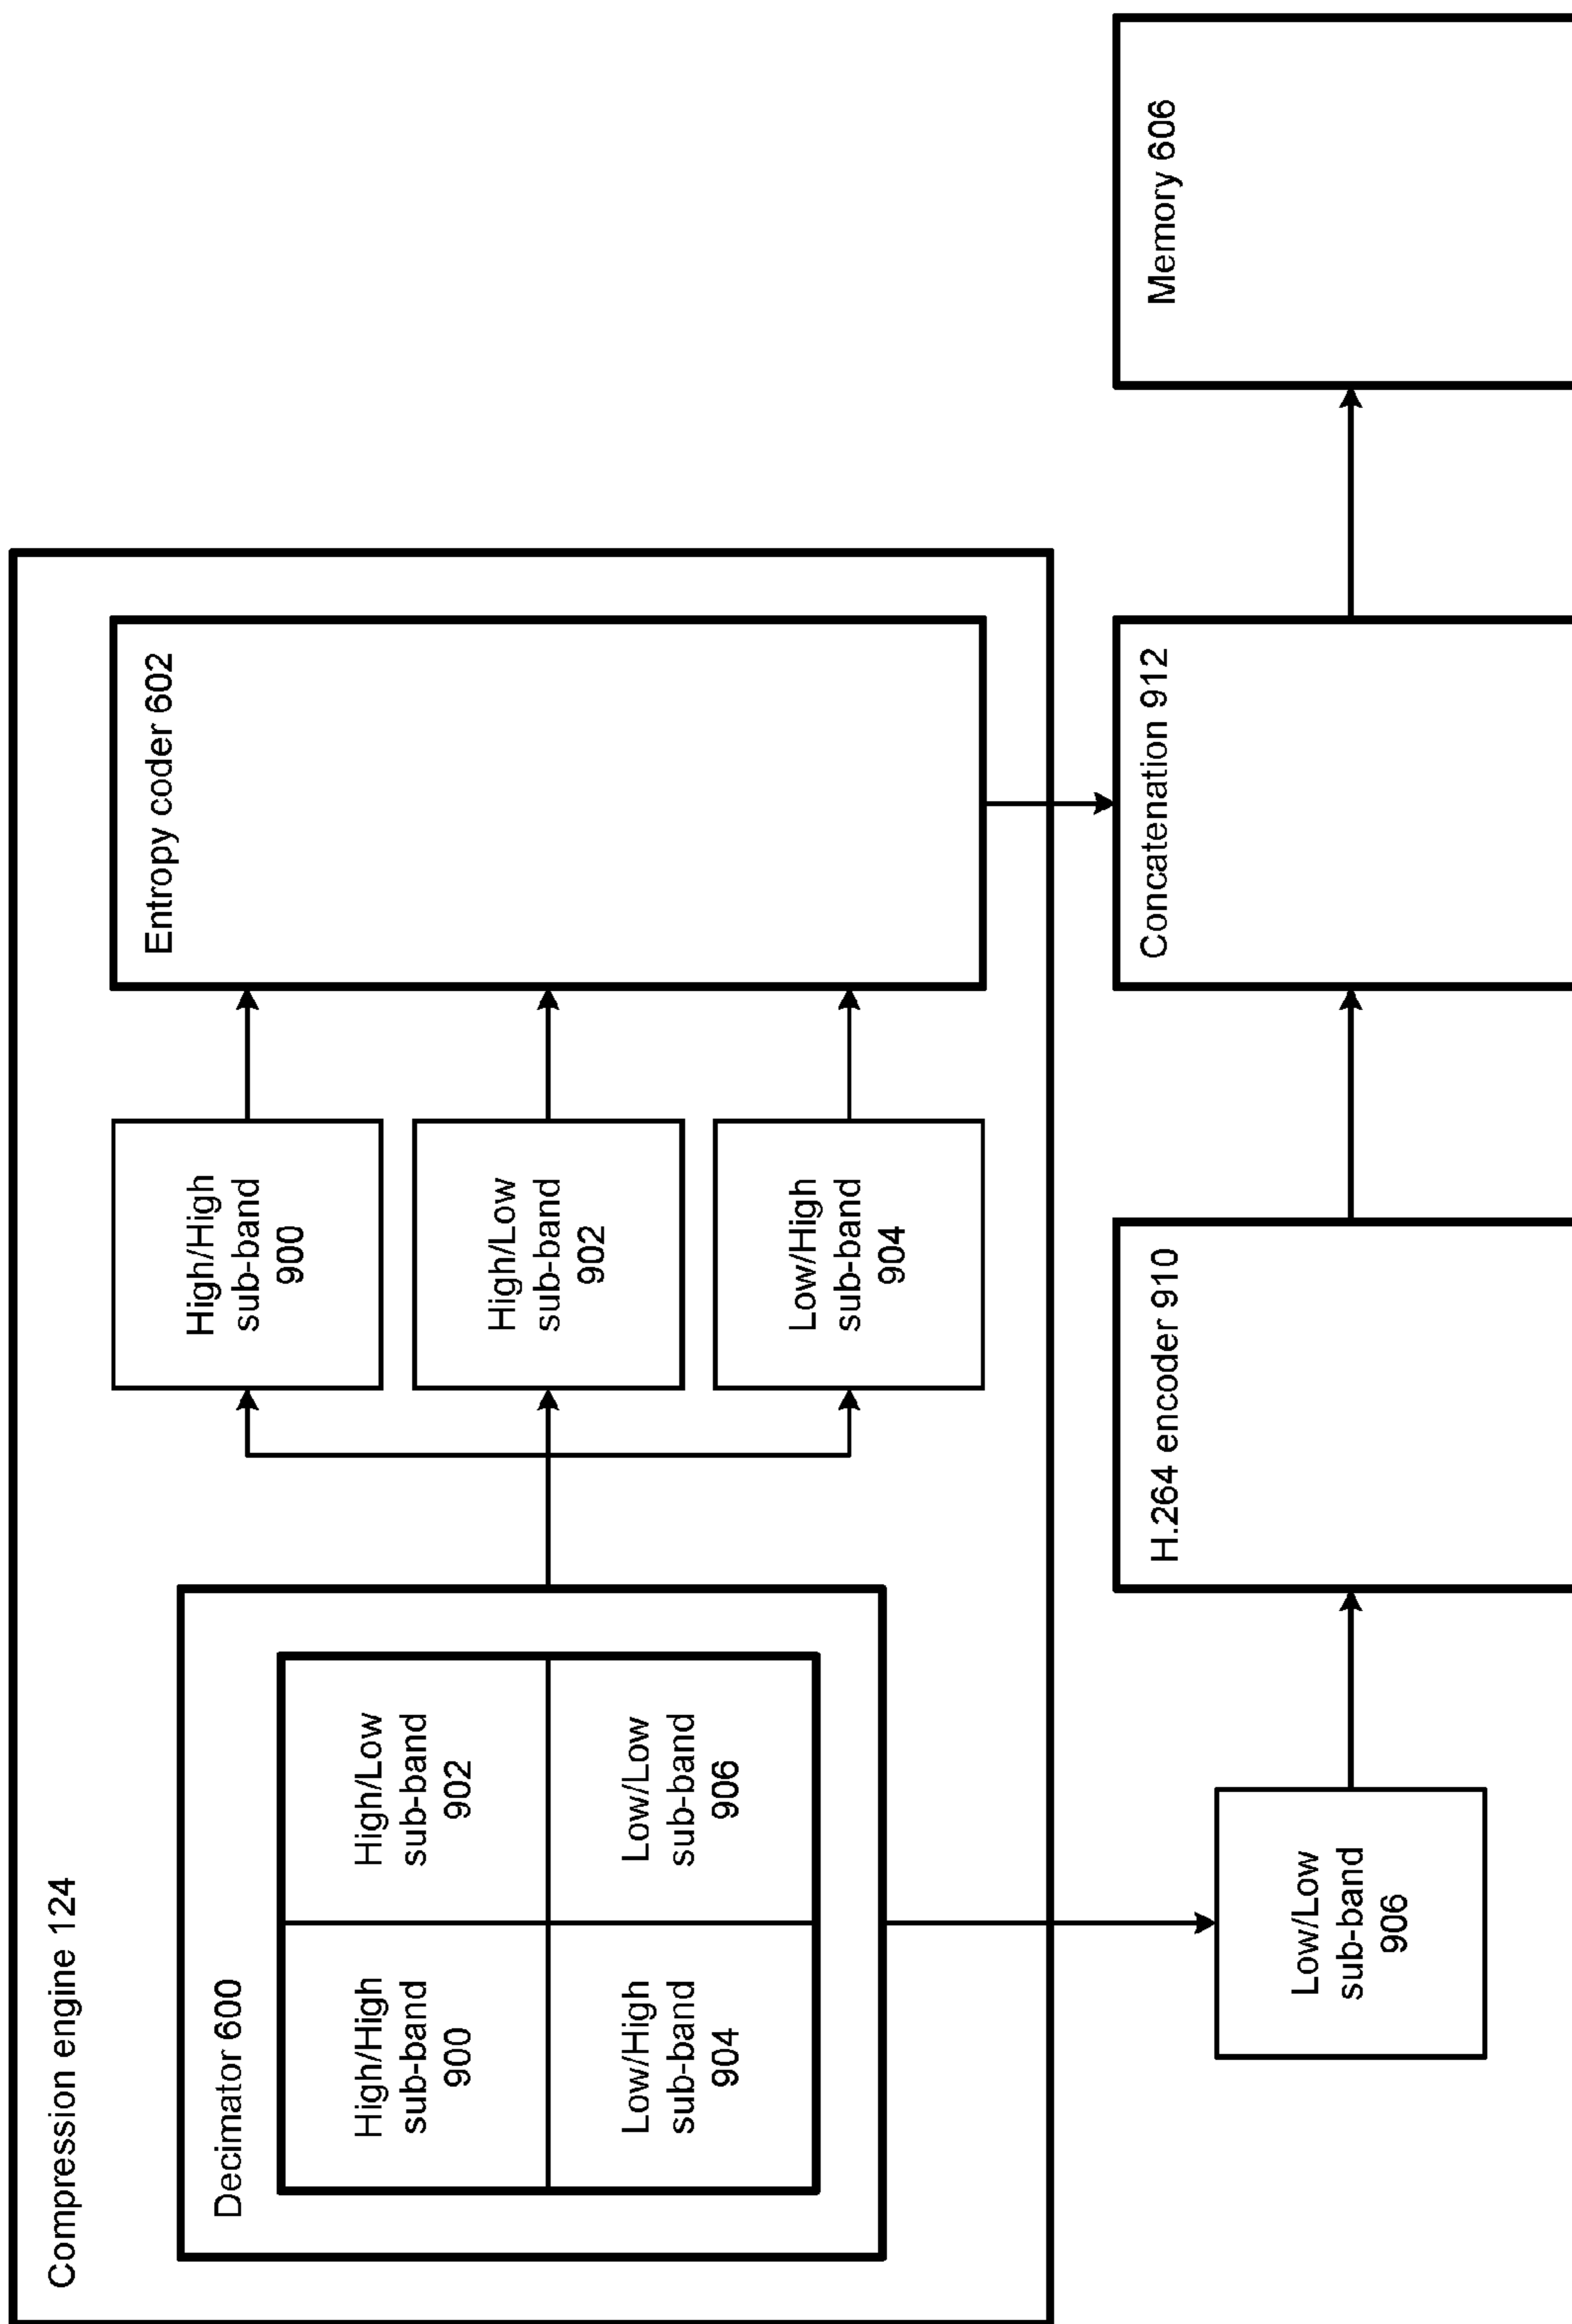 Compression engine 124
Decimator 600
High/High
sub-band
900
High/Low
sub-band
902
Low/High
sub-band
904
Low/Low
sub-band
906
High/High
sub-band
900
High/Low
sub-band
902
Low/High
sub-band
904
Entropy coder 602
Low/Low
sub-band
906
H.264 encoder 910
Concatenation 912
Memory 606